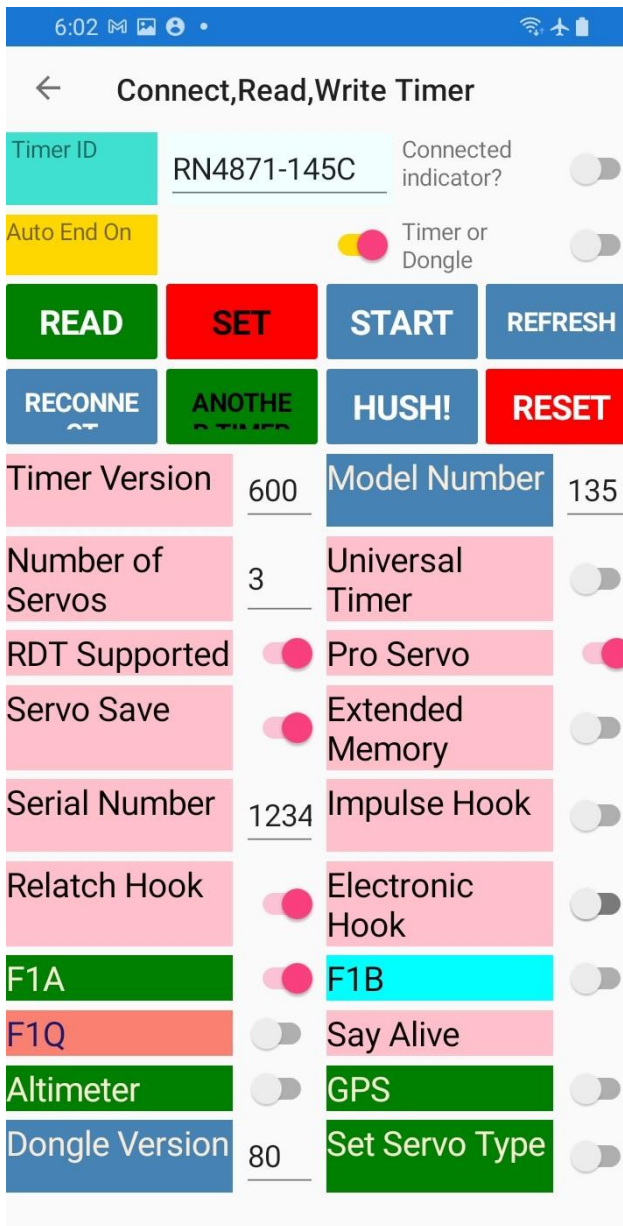 6:02
Connect,Read,Write Timer
Timer ID
RN4871-145C
Connected
indicator?
Auto End On
Timer or
Dongle
READ
SET
START
REFRESH
RECONNE
CT
ANOTHE
R TIMER
HUSH!
RESET
Timer Version
600
Model Number
135
Number of
Servos
3
Universal
Timer
RDT Supported
Pro Servo
Servo Save
Extended
Memory
Serial Number
1234
Impulse Hook
Relatch Hook
Electronic
Hook
F1A
F1B
F1Q
Say Alive
Altimeter
GPS
Dongle Version
80
Set Servo Type